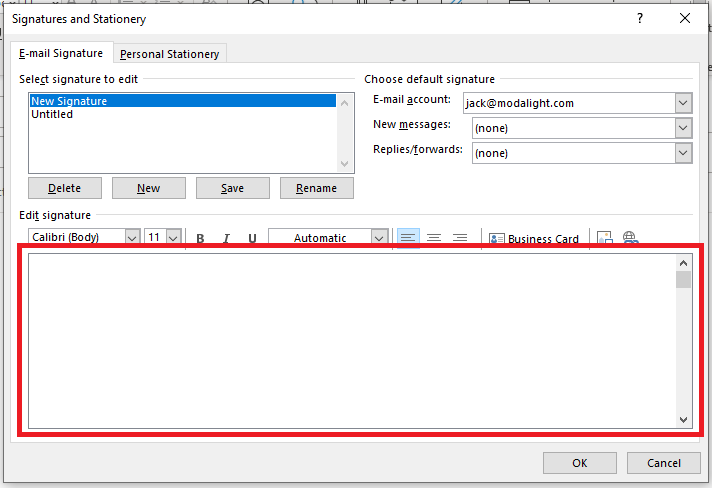 Signatures and Stationery
?
E-mail Signature
Personal Stationery
Select signature to edit
Choose default signature
New Signature
Untitled
E-mail account:
jack@modalight.com
New messages:
(none)
Replies/forwards:
(none)
Delete
New
Save
Rename
Edit signature
Calibri (Body)
11
B
I
U
Automatic
Business Card
OK
Cancel